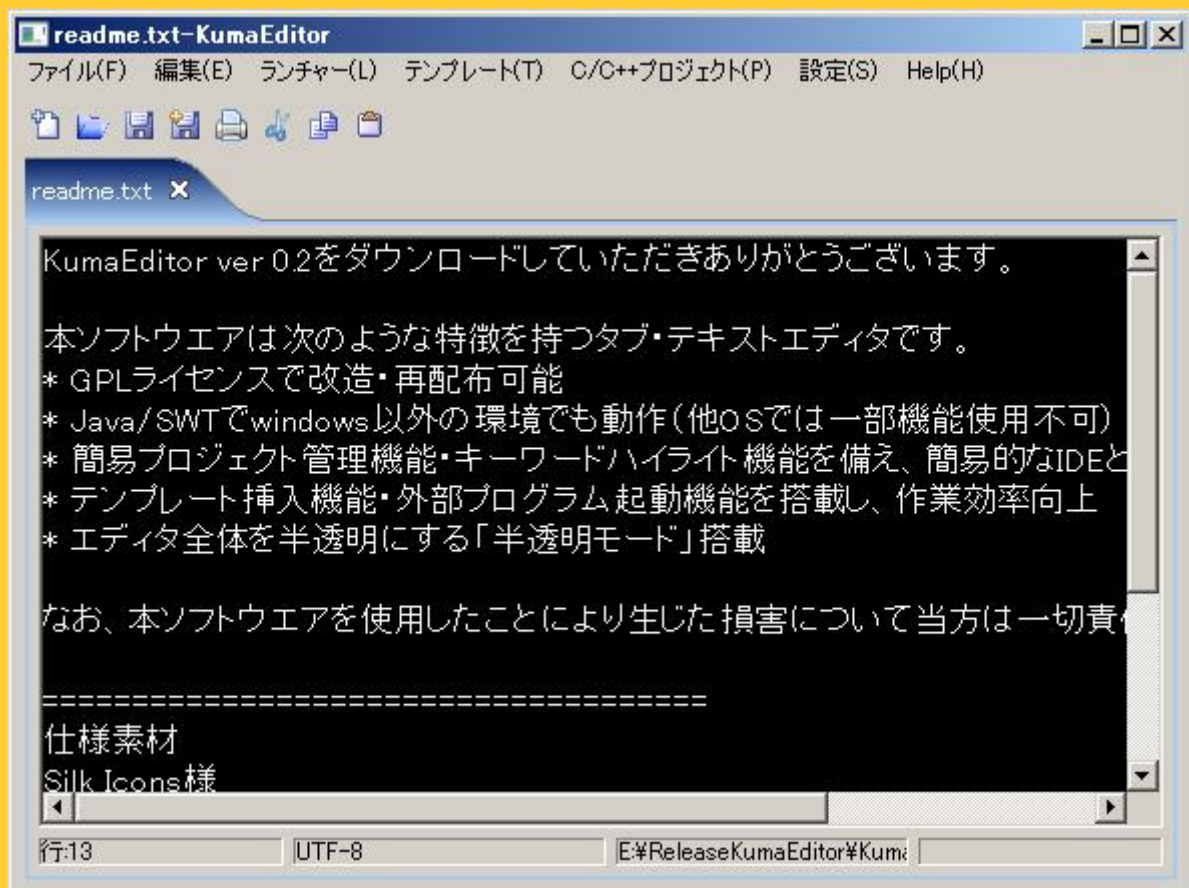 readme.txt-KumaEditor
ファイル(F) 編集(E) ランチャー(L) テンプレート(T) C/C++プロジェクト(P) 設定(S) Help(H)
readme.txt
KumaEditor ver 0.2をダウンロードしていただきありがとうございます。
本ソフトウエアは次のような特徴を持つタブ・テキストエディタです。
* GPLライセンスで改造・再配布可能
* Java/SWTでwindows以外の環境でも動作(他OSでは一部機能使用不可)
* 簡易プロジェクト管理機能・キーワードハイライト機能を備え、簡易的なIDEと
* テンプレート挿入機能・外部プログラム起動機能を搭載し、作業効率向上
* エディタ全体を半透明にする「半透明モード」搭載
なお、本ソフトウエアを使用したことにより生じた損害について当方は一切責
=====================================
仕様素材
Silk Icons様
行:13 UTF-8 E:¥ReleaseKumaEditor¥Kuma